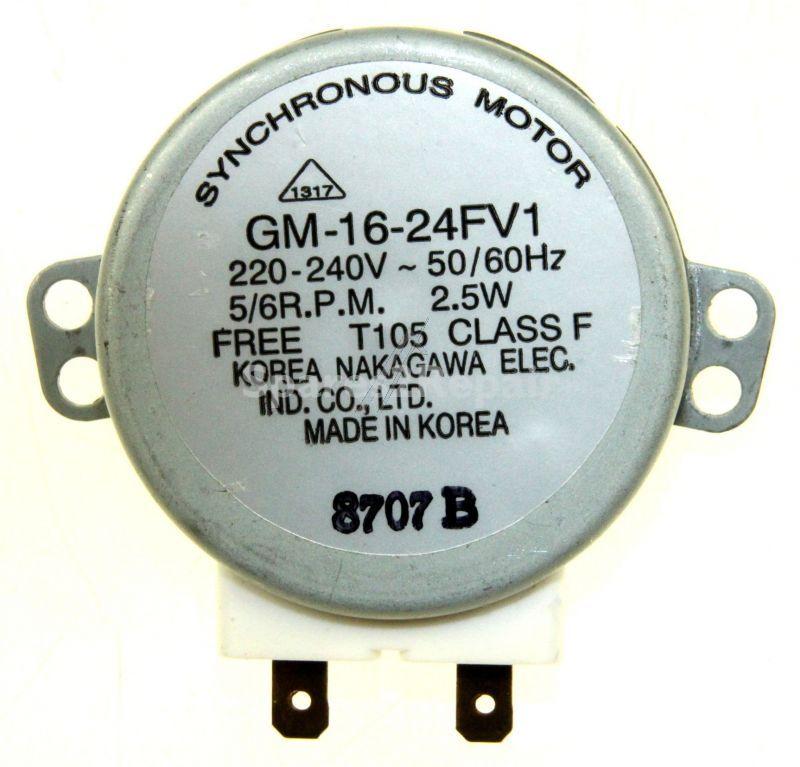 SYNCHRONOUS MOTOR
1317
GM-16-24FV1
220-240V ~ 50/60Hz
5/6R.P.M. 2.5W
FREE T105 CLASS F
KOREA NAKAGAWA ELEC.
IND. CO., LTD.
MADE IN KOREA
8707 B